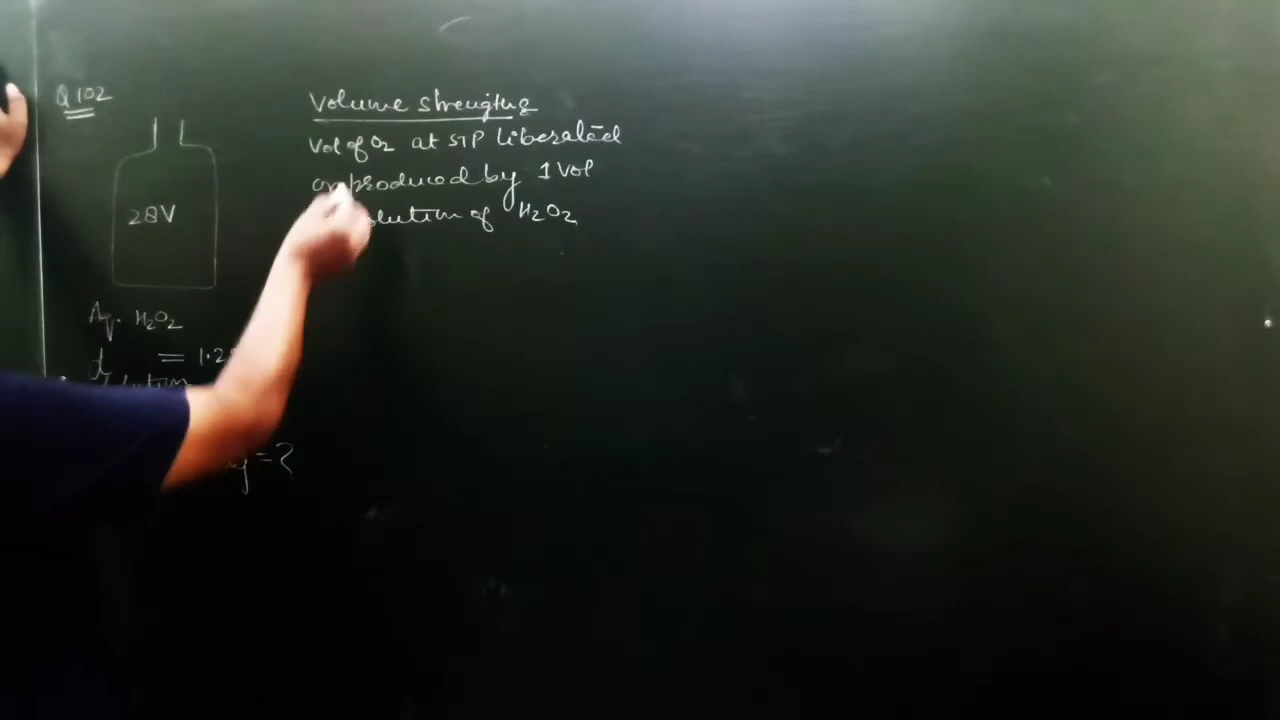 Q 102
Volume strength
Vol of O2 at STP liberated
or produced by 1 Vol
of H2O2
28V
Aq. H2O2
d = 1.2
= ?